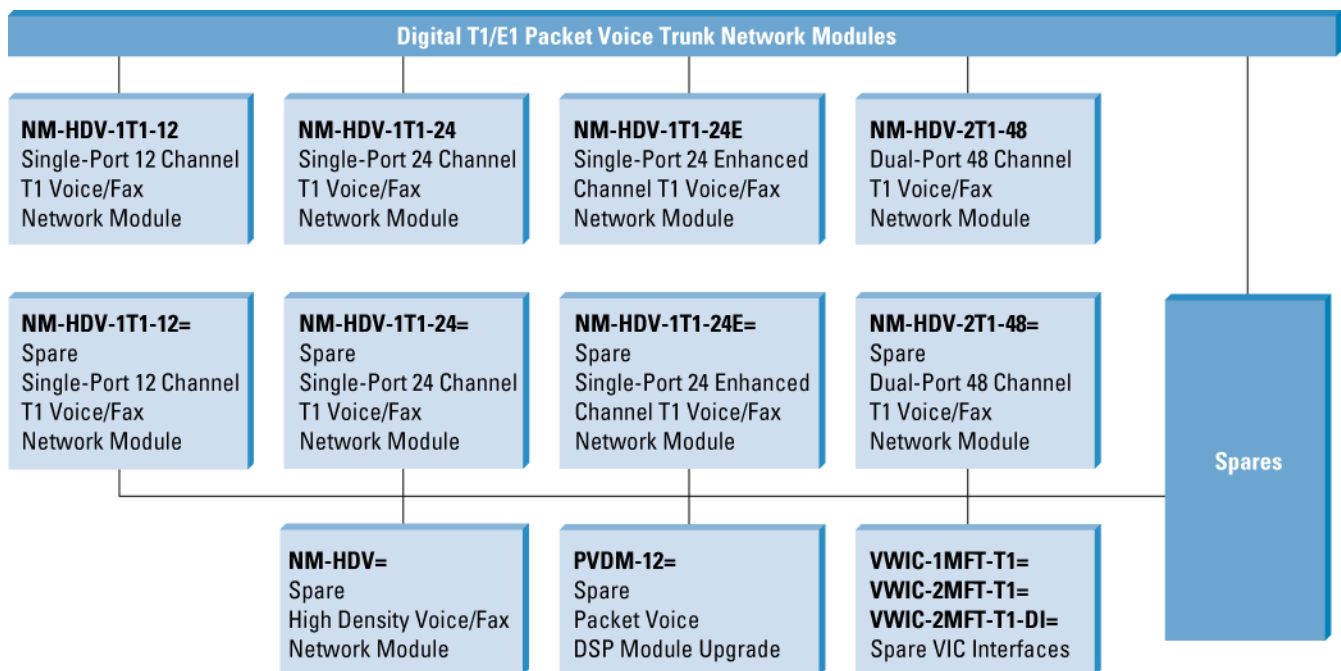 Digital T1/E1 Packet Voice Trunk Network Modules
NM-HDV-1T1-12
Single-Port 12 Channel
T1 Voice/Fax
Network Module
NM-HDV-1T1-24
Single-Port 24 Channel
T1 Voice/Fax
Network Module
NM-HDV-1T1-24E
Single-Port 24 Enhanced
Channel T1 Voice/Fax
Network Module
NM-HDV-2T1-48
Dual-Port 48 Channel
T1 Voice/Fax
Network Module
NM-HDV-1T1-12=
Spare
Single-Port 12 Channel
T1 Voice/Fax
Network Module
NM-HDV-1T1-24=
Spare
Single-Port 24 Channel
T1 Voice/Fax
Network Module
NM-HDV-1T1-24E=
Spare
Single-Port 24 Enhanced
Channel T1 Voice/Fax
Network Module
NM-HDV-2T1-48=
Spare
Dual-Port 48 Channel
T1 Voice/Fax
Network Module
Spares
NM-HDV=
Spare
High Density Voice/Fax
Network Module
PVDM-12=
Spare
Packet Voice
DSP Module Upgrade
VWIC-1MFT-T1=
VWIC-2MFT-T1=
VWIC-2MFT-T1-DI=
Spare VIC Interfaces